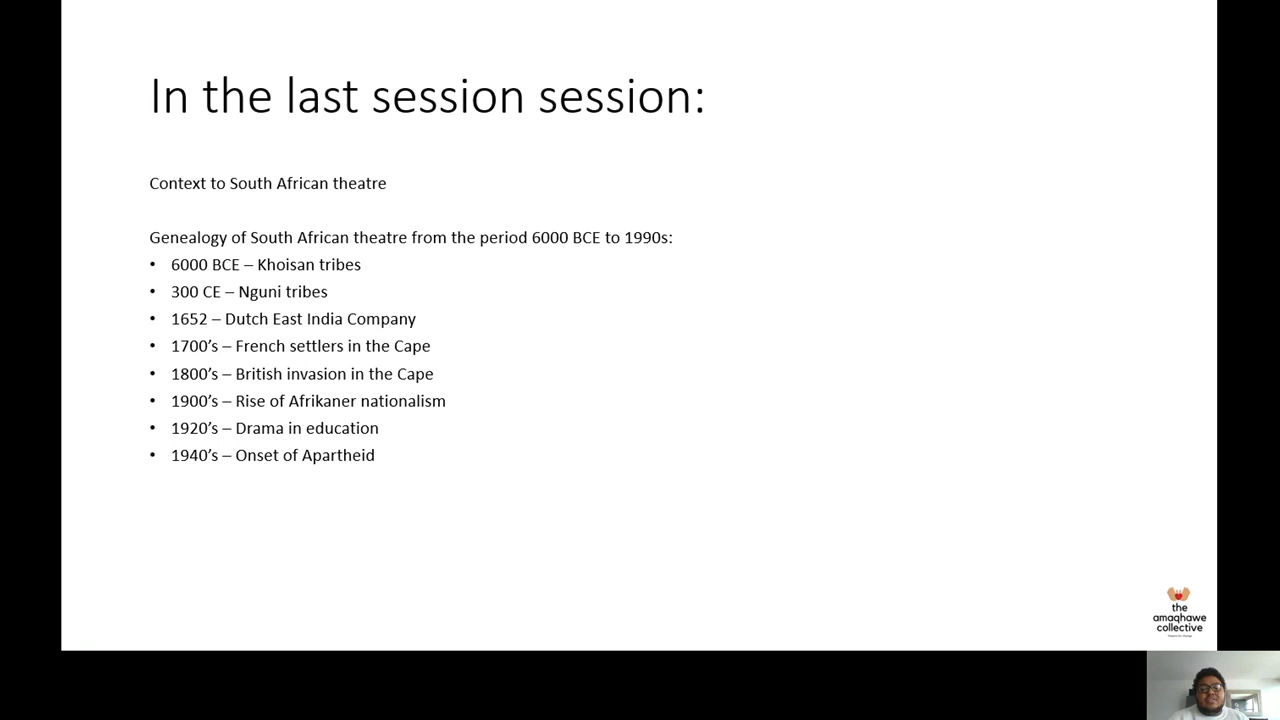 In the last session session:
Context to South African theatre
Genealogy of South African theatre from the period 6000 BCE to 1990s:
• 6000 BCE – Khoisan tribes
• 300 CE – Nguni tribes
• 1652 – Dutch East India Company
• 1700’s – French settlers in the Cape
• 1800’s – British invasion in the Cape
• 1900’s – Rise of Afrikaner nationalism
• 1920’s – Drama in education
• 1940’s – Onset of Apartheid
the
amaqhawe
collective